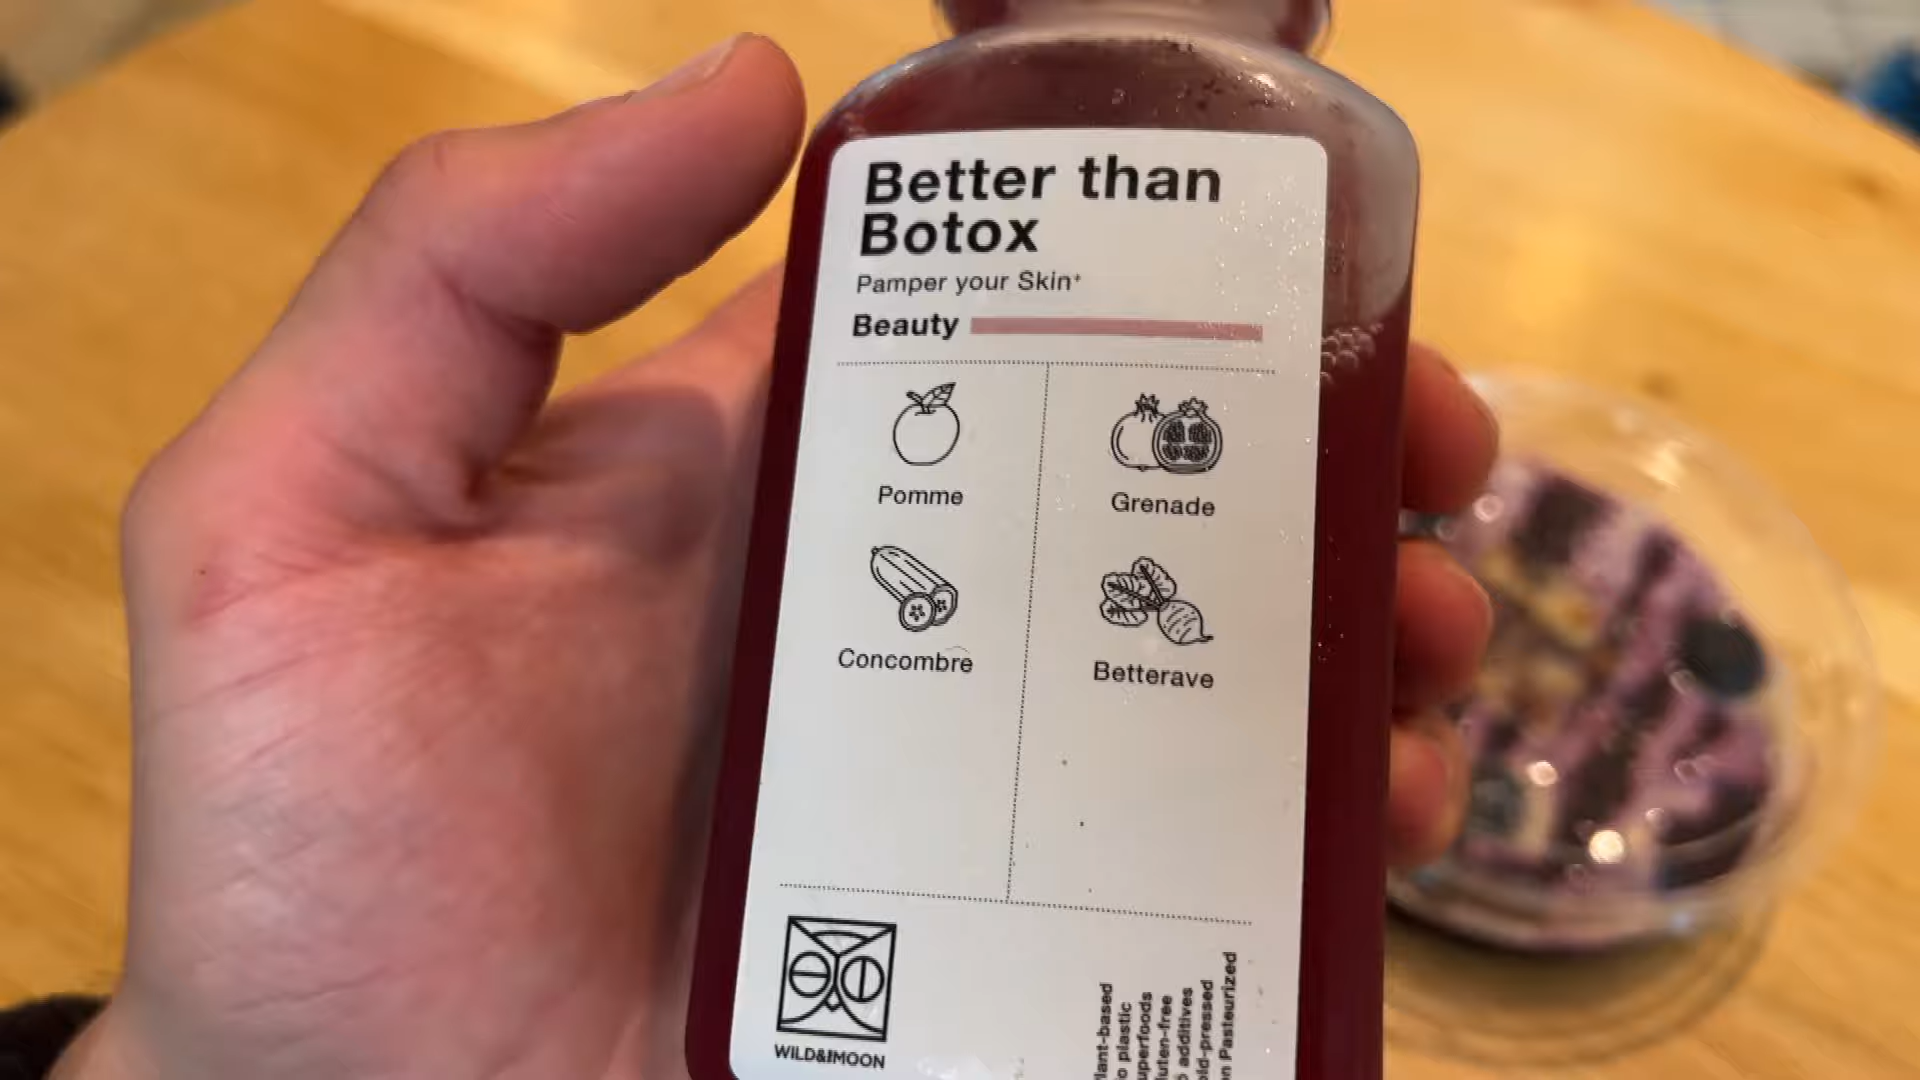 Better than
Botox
Pamper your Skin+
Beauty
Pomme
Grenade
Concombre
Betterave
WILD&THEMOON
lant-based
o plastic
uperfoods
luten-free
additives
old-pressed
n Pasteurized